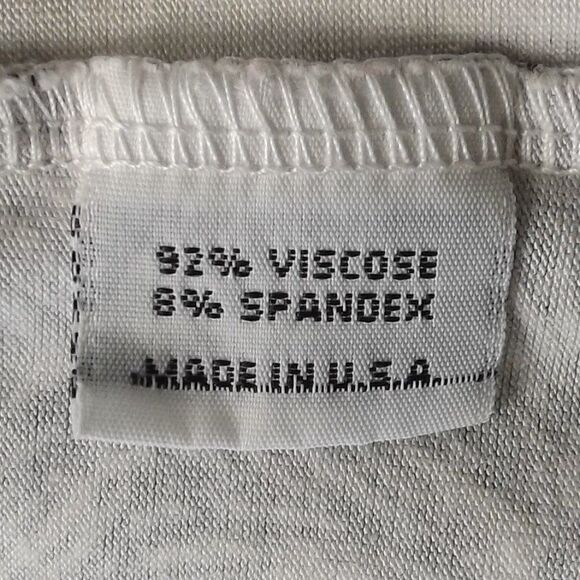 92% VISCOSE
8% SPANDEX
MADE IN U.S.A.